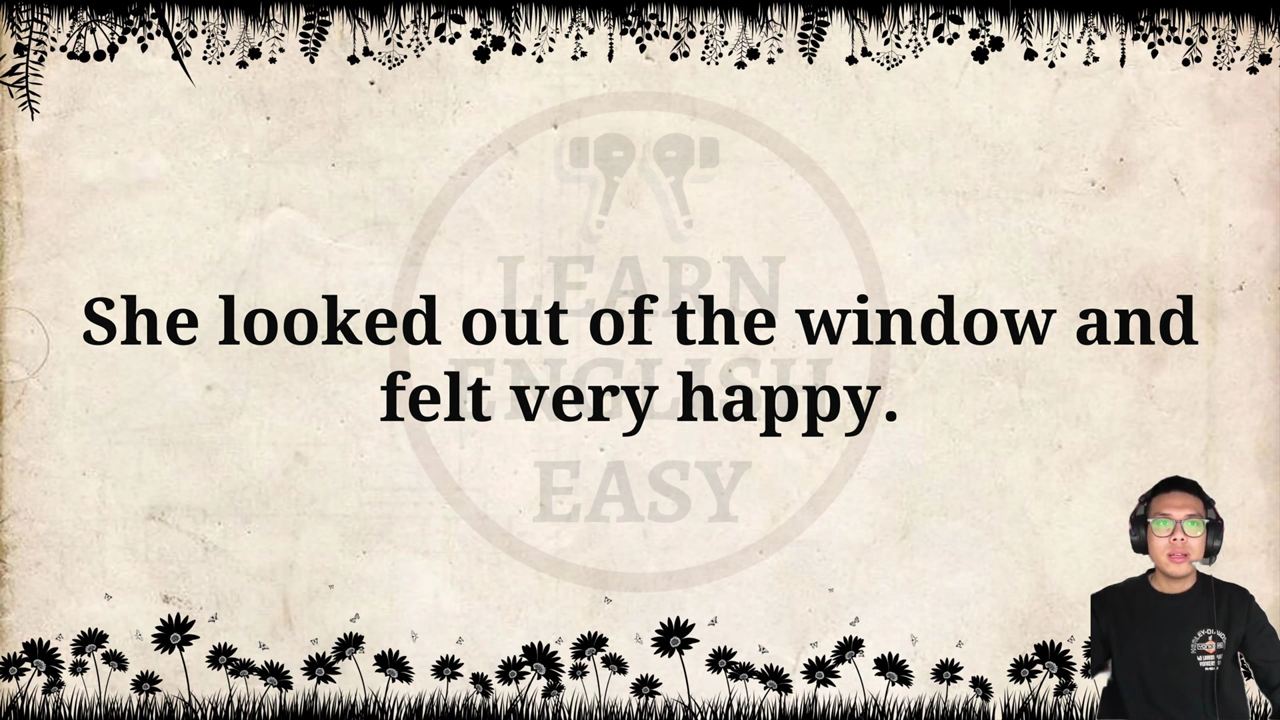 She looked out of the window and
felt very happy.
LEARN
ENGLISH
EASY